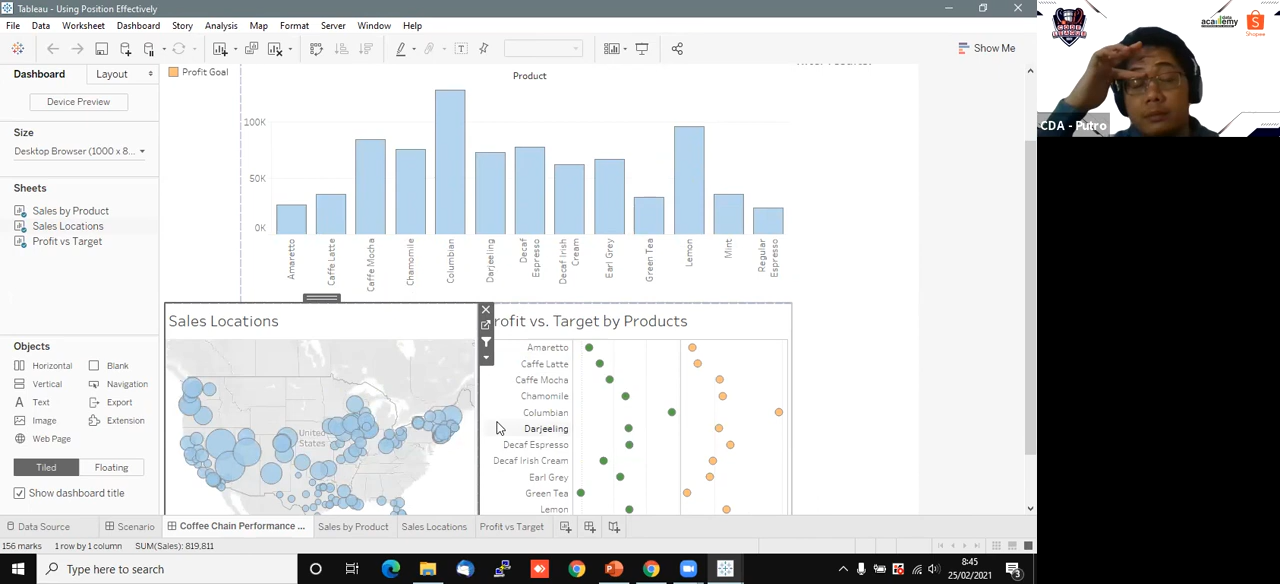 Tableau - Using Position Effectively
File Data Worksheet Dashboard Story Analysis Map Format Server Window Help
Show Me
Dashboard Layout
Device Preview
Size
Desktop Browser (1000 x 8...
Sheets
Sales by Product
Sales Locations
Profit vs Target
Objects
Horizontal Blank
Vertical Navigation
Text Export
Image Extension
Web Page
Tiled Floating
Show dashboard title
Profit Goal
Product
100K
50K
0K
Amaretto
Caffe Latte
Caffe Mocha
Chamomile
Columbian
Darjeeling
Decaf Espresso
Decaf Irish Cream
Earl Grey
Green Tea
Lemon
Mint
Regular Espresso
Sales Locations
United States
rofit vs. Target by Products
Amaretto
Caffe Latte
Caffe Mocha
Chamomile
Columbian
Darjeeling
Decaf Espresso
Decaf Irish Cream
Earl Grey
Green Tea
Lemon
Data Source Scenario Coffee Chain Performance ... Sales by Product Sales Locations Profit vs Target
156 marks 1 row by 1 column SUM(Sales): 819,811
Type here to search
8:45
25/02/2021
3
CODE
data academy
Shopee
CDA - Putro